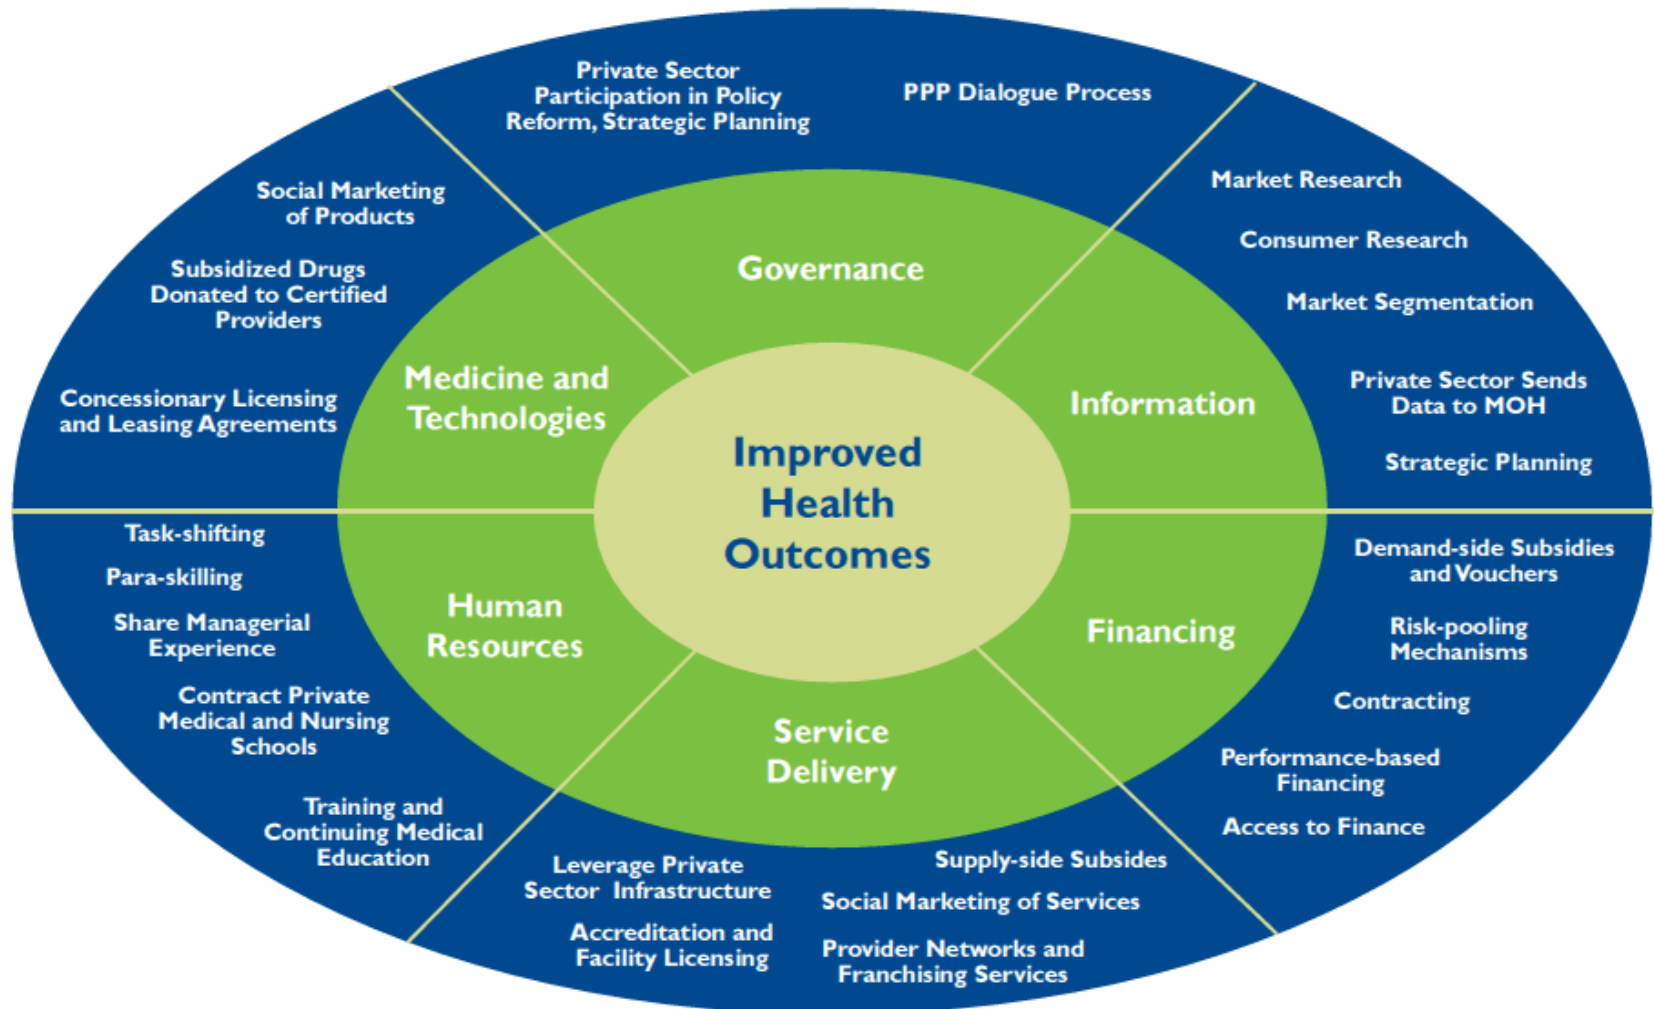 Private Sector
Participation in Policy
Reform, Strategic Planning
PPP Dialogue Process
Social Marketing
of Products
Subsidized Drugs
Donated to Certified
Providers
Concessionary Licensing
and Leasing Agreements
Market Research
Consumer Research
Market Segmentation
Private Sector Sends
Data to MOH
Strategic Planning
Governance
Medicine and
Technologies
Information
Improved
Health
Outcomes
Human
Resources
Financing
Service
Delivery
Task-shifting
Para-skilling
Share Managerial
Experience
Contract Private
Medical and Nursing
Schools
Training and
Continuing Medical
Education
Demand-side Subsidies
and Vouchers
Risk-pooling
Mechanisms
Contracting
Performance-based
Financing
Access to Finance
Leverage Private
Sector Infrastructure
Accreditation and
Facility Licensing
Supply-side Subsides
Social Marketing of Services
Provider Networks and
Franchising Services